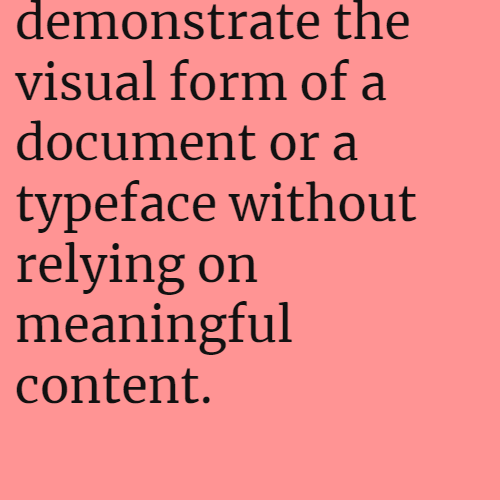 demonstrate the
visual form of a
document or a
typeface without
relying on
meaningful
content.